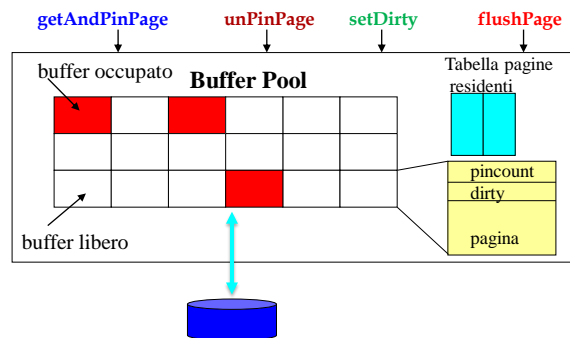 getAndPinPage unPinPage setDirty flushPage
buffer occupato
Buffer Pool
Tabella pagine
residenti
pincount
dirty
pagina
buffer libero